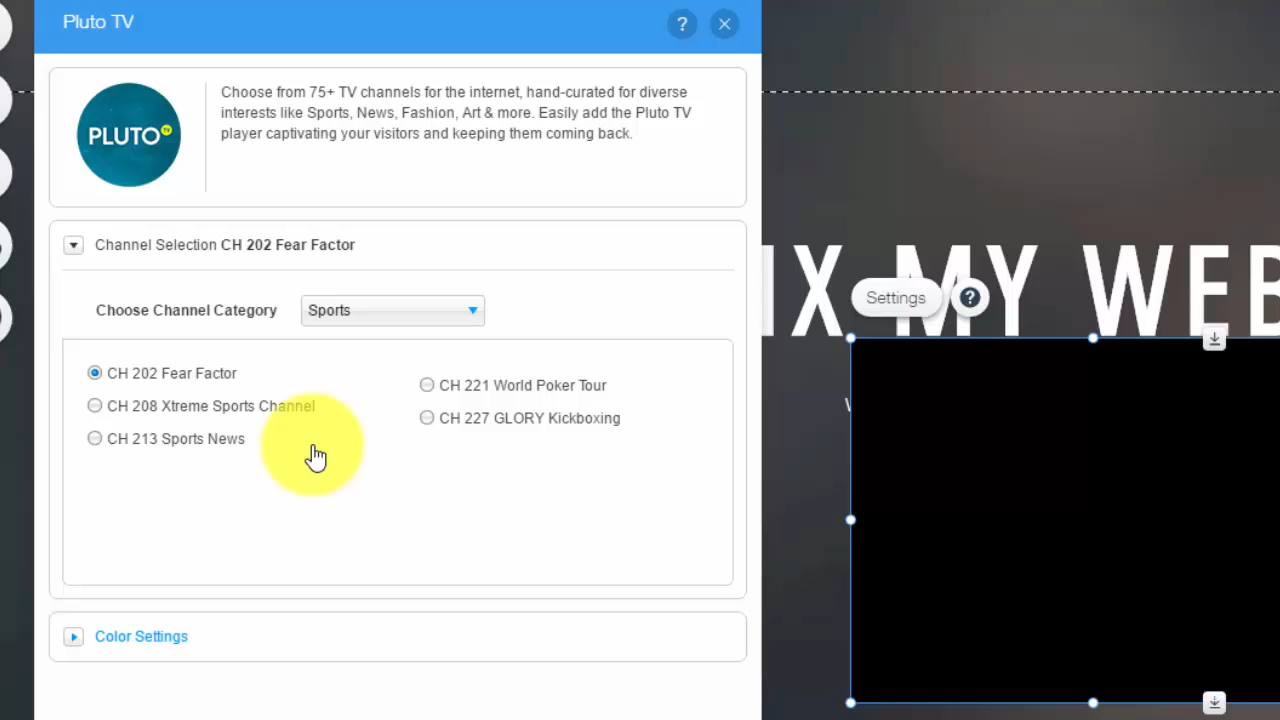 Pluto TV
?
PLUTO TV
Choose from 75+ TV channels for the internet, hand-curated for diverse
interests like Sports, News, Fashion, Art & more. Easily add the Pluto TV
player captivating your visitors and keeping them coming back.
Channel Selection CH 202 Fear Factor
Choose Channel Category Sports
CH 202 Fear Factor
CH 208 Xtreme Sports Channel
CH 213 Sports News
CH 221 World Poker Tour
CH 227 GLORY Kickboxing
Color Settings
IX MY WEB
Settings ?